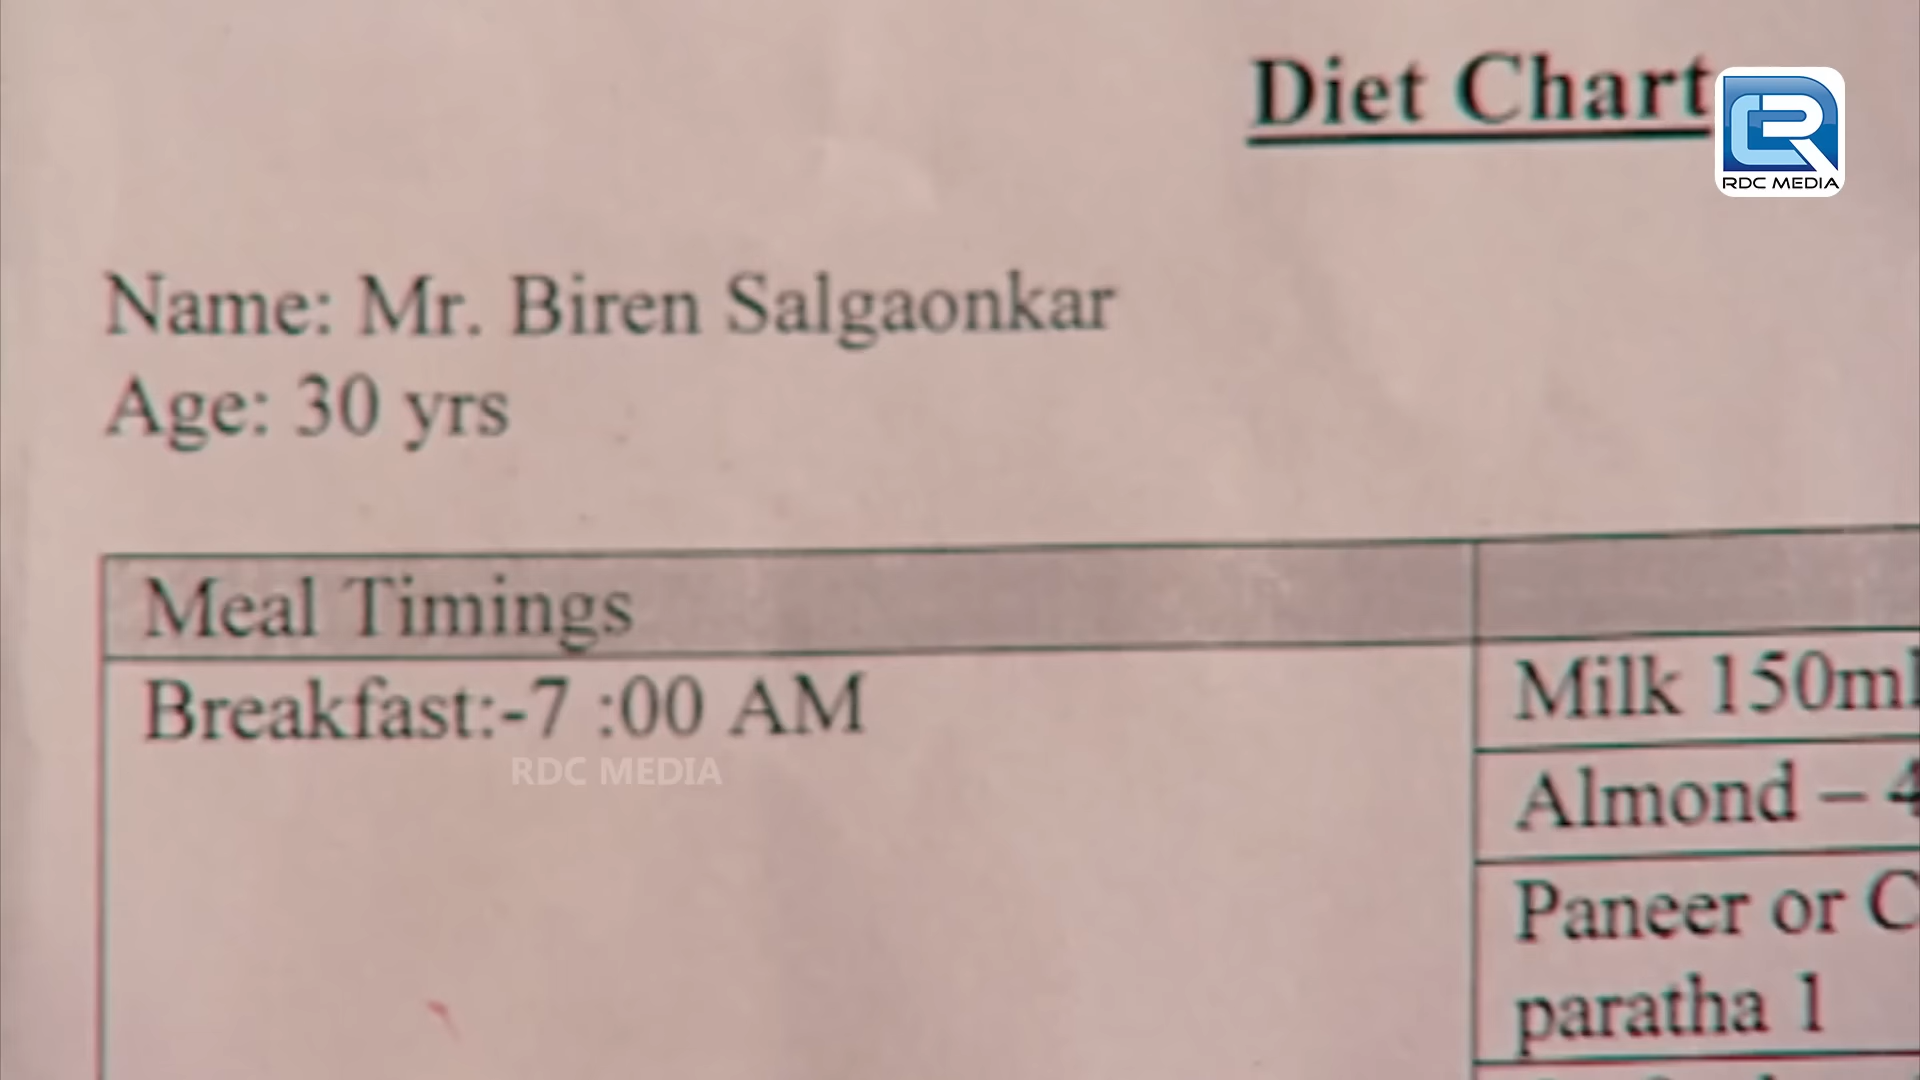 Diet Chart
RDC MEDIA
Name: Mr. Biren Salgaonkar
Age: 30 yrs
Meal Timings
Breakfast:-7 :00 AM
Milk 150ml
Almond – 4
RDC MEDIA
Paneer or C
paratha 1